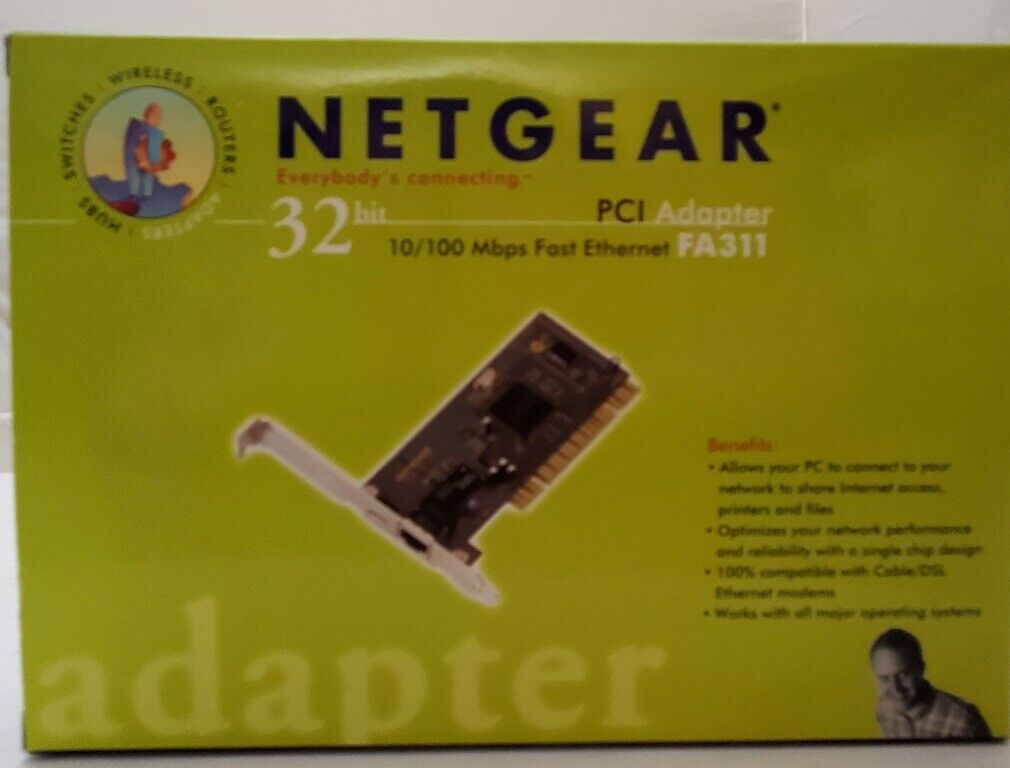 SWITCHES | WIRELESS | ROUTERS | ADAPTERS | HUBS
NETGEAR®
Everybody's connecting.™
32 bit PCI Adapter
10/100 Mbps Fast Ethernet FA311
Benefits:
• Allows your PC to connect to your
network to share Internet access,
printers and files
• Optimizes your network performance
and reliability with a single chip design
• 100% compatible with Cable/DSL
Ethernet modems
• Works with all major operating systems
adapter